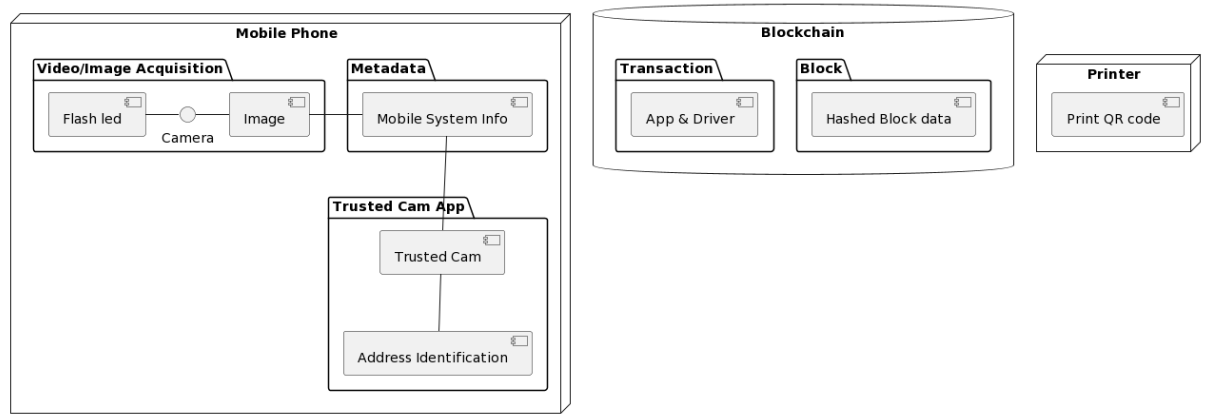 Mobile Phone
Video/Image Acquisition
Flash led
Camera
Image
Metadata
Mobile System Info
Trusted Cam App
Trusted Cam
Address Identification
Blockchain
Transaction
App & Driver
Block
Hashed Block data
Printer
Print QR code